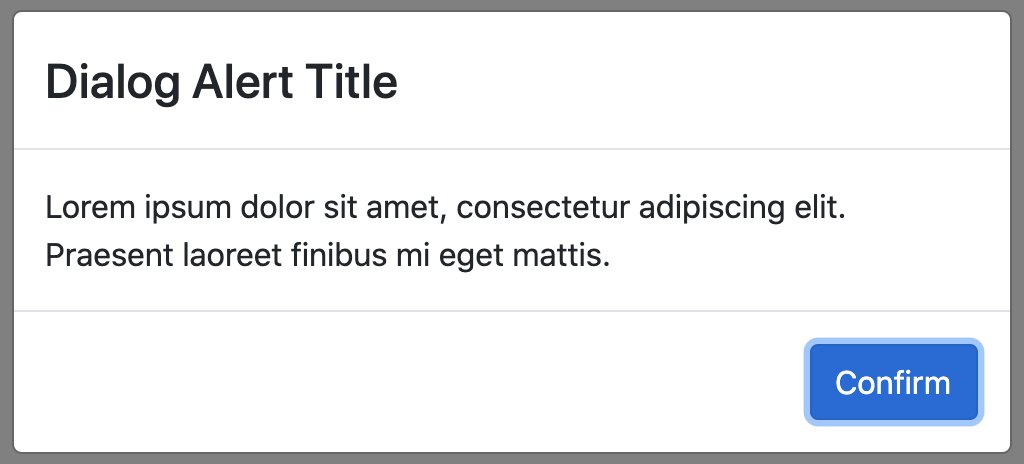 Dialog Alert Title
Lorem ipsum dolor sit amet, consectetur adipiscing elit.
Praesent laoreet finibus mi eget mattis.
Confirm